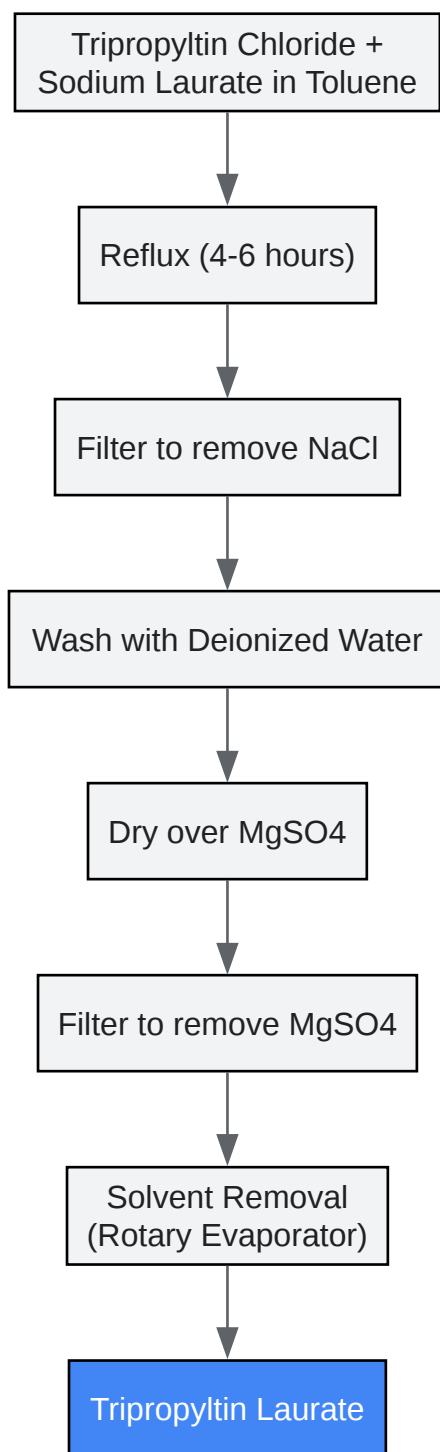 Tripropyltin Chloride +
Sodium Laurate in Toluene
Reflux (4-6 hours)
Filter to remove NaCl
Wash with Deionized Water
Dry over MgSO4
Filter to remove MgSO4
Solvent Removal
(Rotary Evaporator)
Tripropyltin Laurate